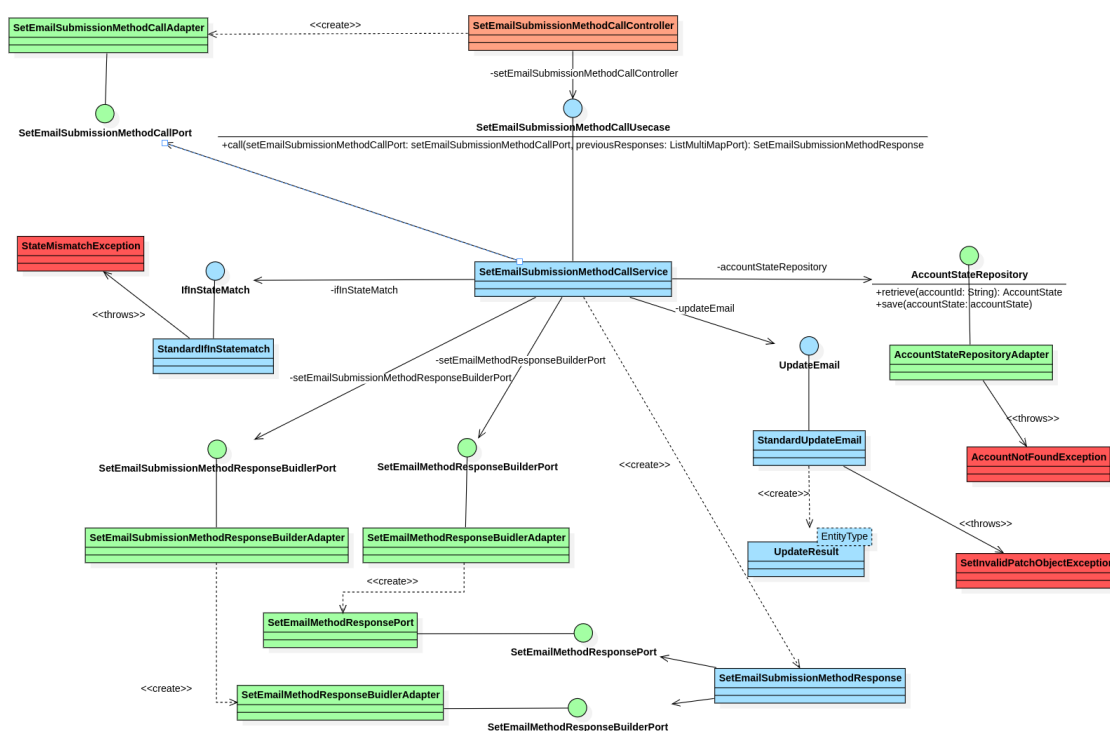 <<create>>
SetEmailSubmissionMethodCallAdapter
SetEmailSubmissionMethodCallController
-setEmailSubmissionMethodCallController
SetEmailSubmissionMethodCallPort
SetEmailSubmissionMethodCallUsecase
+call(setEmailSubmissionMethodCallPort: setEmailSubmissionMethodCallPort, previousResponses: ListMultiMapPort): SetEmailSubmissionMethodResponse
StateMismatchException
SetEmailSubmissionMethodCallService
-accountStateRepository
AccountStateRepository
+retrieve(accountId: String): AccountState
+save(accountState: accountState)
IfInStateMatch
-ifInStateMatch
<<throws>>
-updateEmail
StandardIfInStatematch
-setEmailMethodResponseBuilderPort
-setEmailSubmissionMethodResponseBuilderPort
UpdateEmail
AccountStateRepositoryAdapter
<<throws>>
StandardUpdateEmail
AccountNotFoundException
SetEmailSubmissionMethodResponseBuidlerPort
SetEmailMethodResponseBuilderPort
<<create>>
<<create>>
<<throws>>
SetEmailSubmissionMethodResponseBuilderAdapter
SetEmailMethodResponseBuidlerAdapter
EntityType
UpdateResult
SetInvalidPatchObjectException
<<create>>
SetEmailMethodResponsePort
SetEmailMethodResponsePort
SetEmailSubmissionMethodResponse
<<create>>
SetEmailMethodResponseBuidlerAdapter
SetEmailMethodResponseBuilderPort